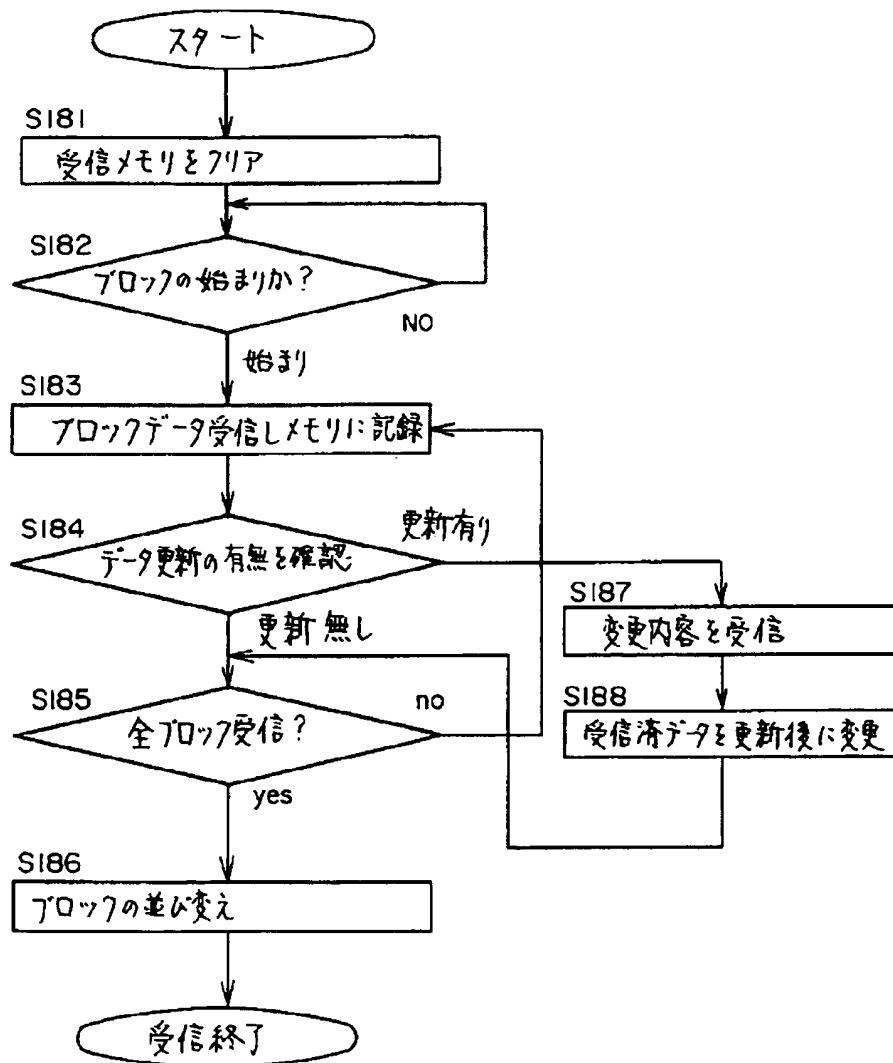 スタート
S181
受信メモリをクリア
S182
ブロックの始まりか?
NO
始まり
S183
ブロックデータ受信しメモリに記録
S184
データ更新の有無を確認
更新有り
更新無し
S187
変更内容を受信
S185
全ブロック受信?
no
yes
S188
受信済データを更新後に変更
S186
ブロックの並び変え
受信終了